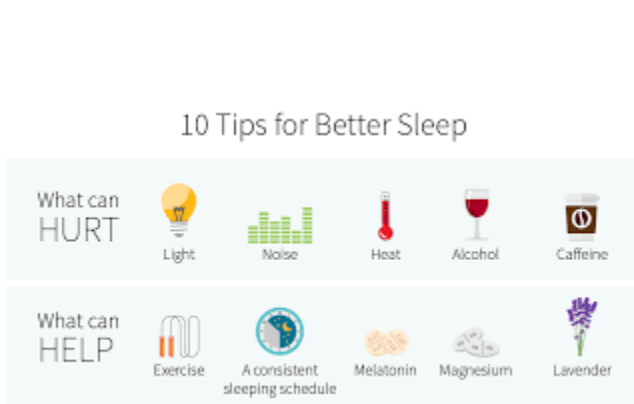 10 Tips for Better Sleep
What can
HURT
Light
Noise
Heat
Alcohol
Caffeine
What can
HELP
Exercise
A consistent
sleeping schedule
Melatonin
Magnesium
Lavender